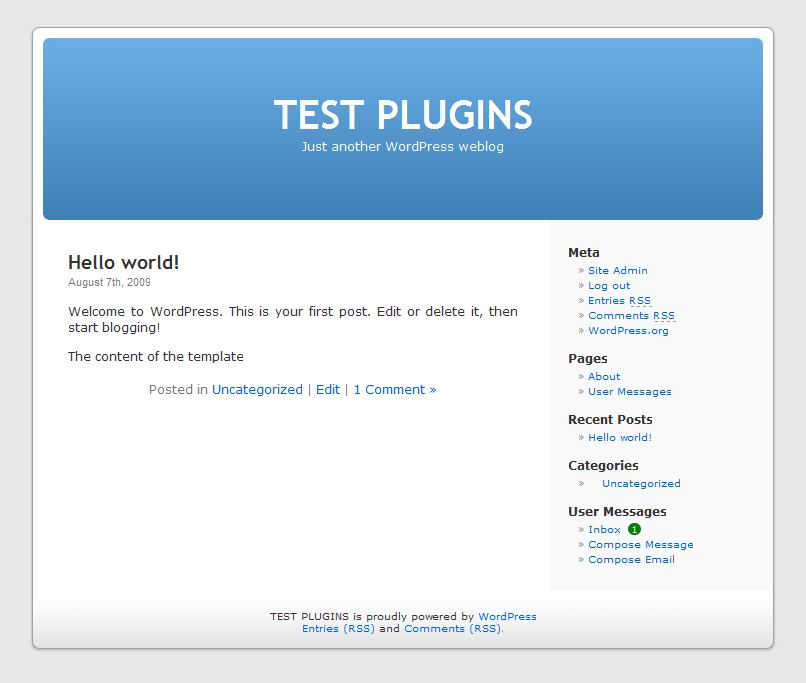 TEST PLUGINS
Just another WordPress weblog
Hello world!
August 7th, 2009
Welcome to WordPress. This is your first post. Edit or delete it, then
start blogging!
The content of the template
Posted in Uncategorized | Edit | 1 Comment »
Meta
» Site Admin
» Log out
» Entries RSS
» Comments RSS
» WordPress.org
Pages
» About
» User Messages
Recent Posts
» Hello world!
Categories
» Uncategorized
User Messages
» Inbox 1
» Compose Message
» Compose Email
TEST PLUGINS is proudly powered by WordPress
Entries (RSS) and Comments (RSS).